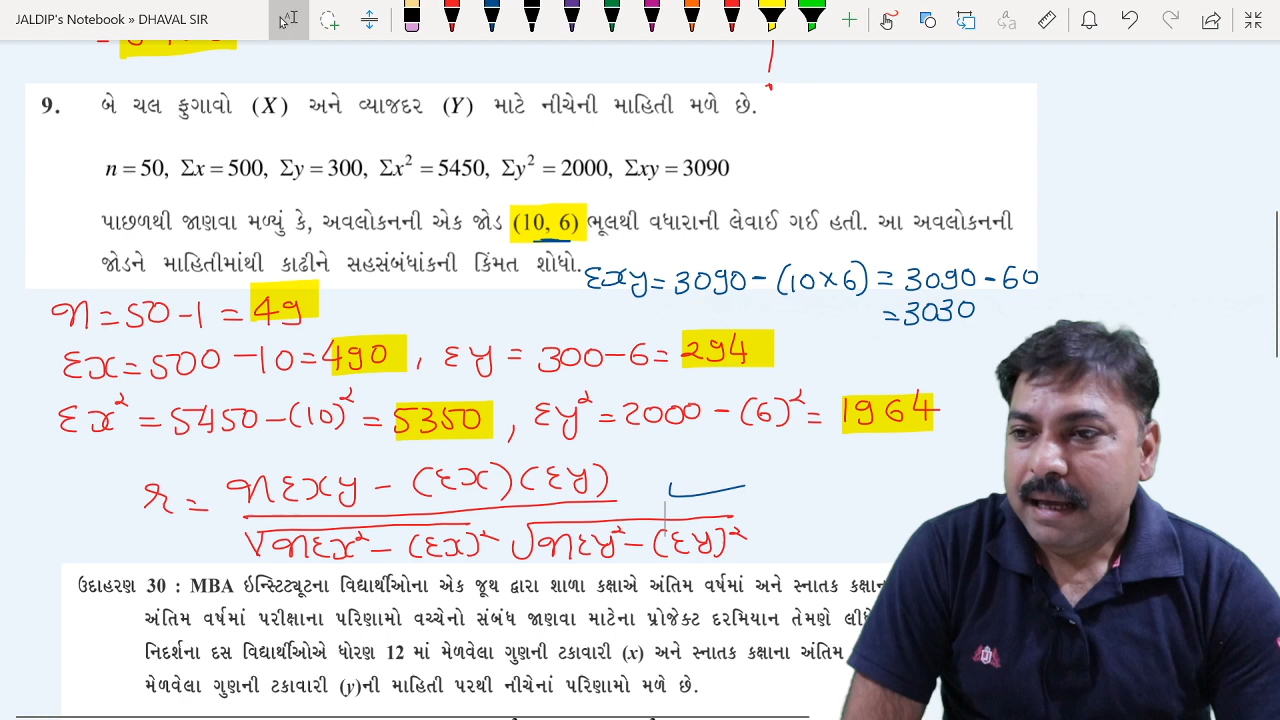 JALDIP's Notebook » DHAVAL SIR
9. બે ચલ ફુગાવો (X) અને વ્યાજદર (Y) માટે નીચેની માહિતી મળે છે.
n = 50, Σx = 500, Σy = 300, Σx² = 5450, Σy² = 2000, Σxy = 3090
પાછળથી જાણવા મળ્યું કે, અવલોકનની એક જોડ (10, 6) ભૂલથી વધારાની લેવાઈ ગઈ હતી. આ અવલોકનની
જોડને માહિતીમાંથી કાઢીને સહસંબંધાંકની કિંમત શોધો.
Σxy = 3090 - (10×6) = 3090 - 60
= 3030
n = 50 - 1 = 49
Σx = 500 - 10 = 490, Σy = 300 - 6 = 294
Σx² = 5450 - (10)² = 5350, Σy² = 2000 - (6)² = 1964
r = nΣxy - (Σx)(Σy)
√nΣx² - (Σx)² √nΣy² - (Σy)²
ઉદાહરણ 30 : MBA ઇન્સ્ટિટ્યૂટના વિદ્યાર્થીઓના એક જૂથ દ્વારા શાળા કક્ષાએ અંતિમ વર્ષમાં અને સ્નાતક કક્ષાના
અંતિમ વર્ષમાં પરીક્ષાના પરિણામો વચ્ચેનો સંબંધ જાણવા માટેના પ્રોજેક્ટ દરમિયાન તેમણે
નિદર્શના દસ વિદ્યાર્થીઓએ ધોરણ 12 માં મેળવેલા ગુણની ટકાવારી (x) અને સ્નાતક કક્ષાના અંતિમ
મેળવેલા ગુણની ટકાવારી (y)ની માહિતી પરથી નીચેનાં પરિણામો મળે છે.